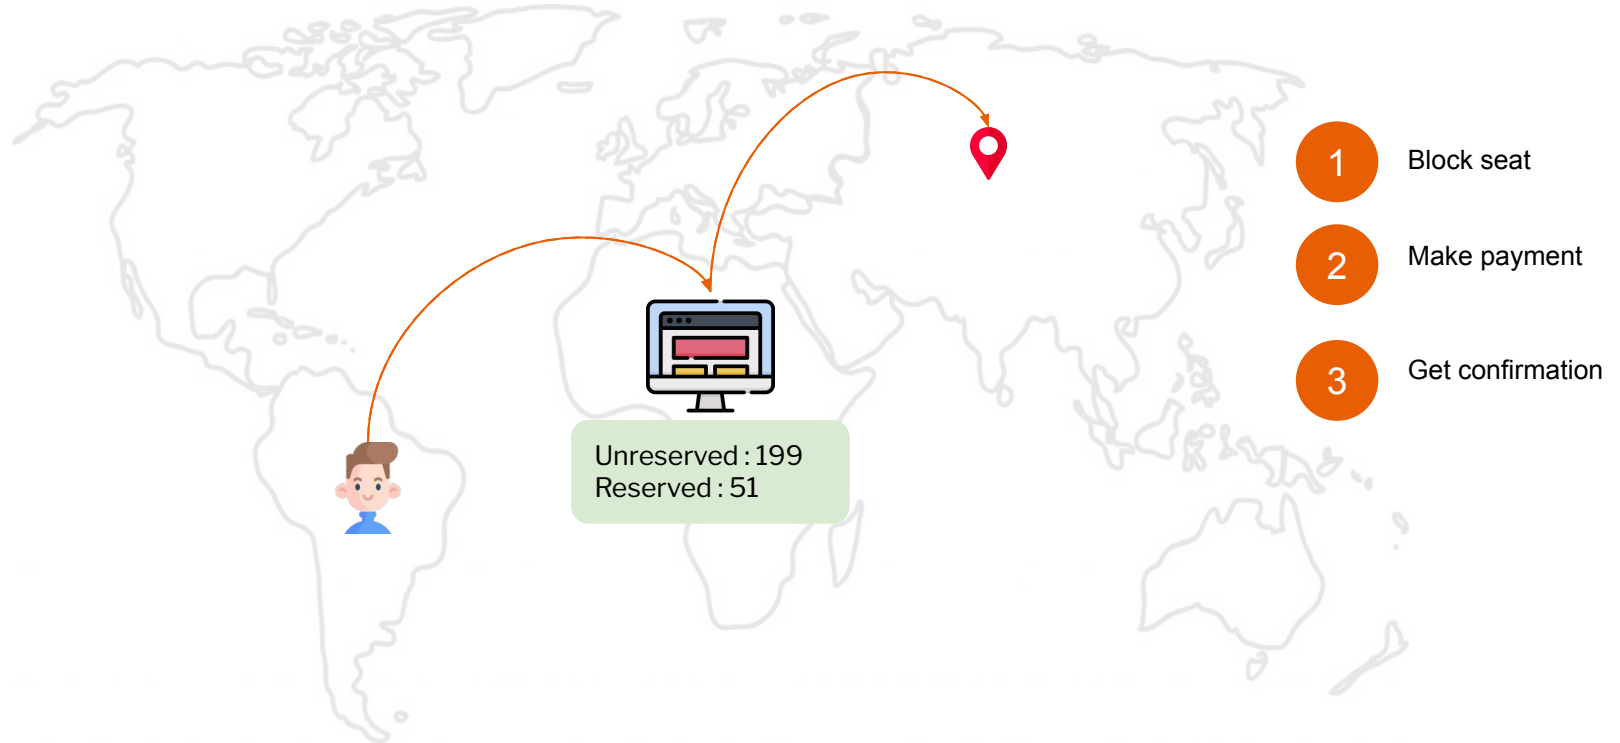 1 Block seat
2 Make payment
3 Get confirmation
Unreserved : 199
Reserved : 51